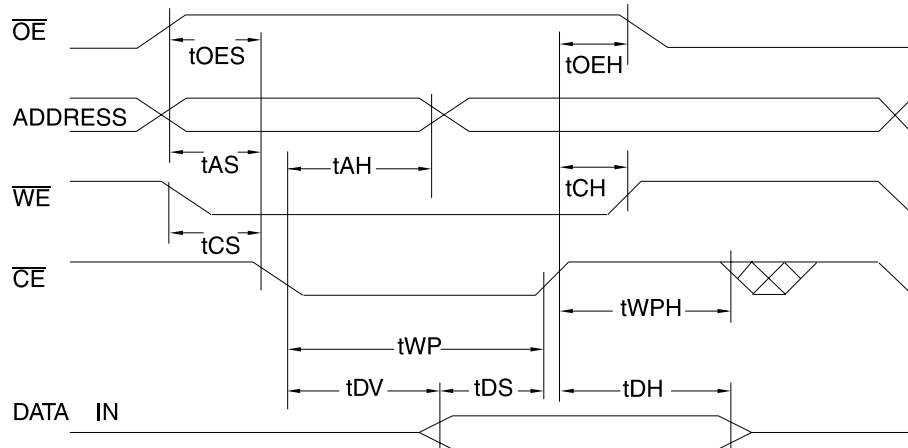 OE
tOES
tOEH
ADDRESS
tAS
tAH
tCH
WE
tCS
CE
tWPH
tWP
tDV
tDS
tDH
DATA IN